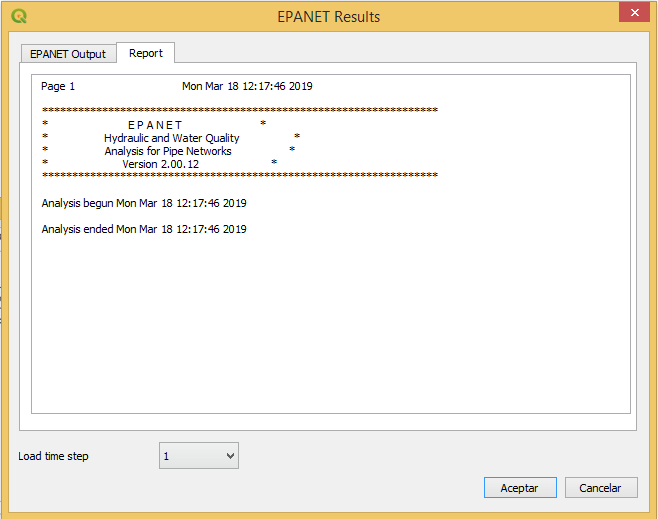 EPANET Results
EPANET Output Report
Page 1 Mon Mar 18 12:17:46 2019
******************************************************************
* E P A N E T *
* Hydraulic and Water Quality *
* Analysis for Pipe Networks *
* Version 2.00.12 *
******************************************************************
Analysis begun Mon Mar 18 12:17:46 2019
Analysis ended Mon Mar 18 12:17:46 2019
Load time step 1
Aceptar Cancelar